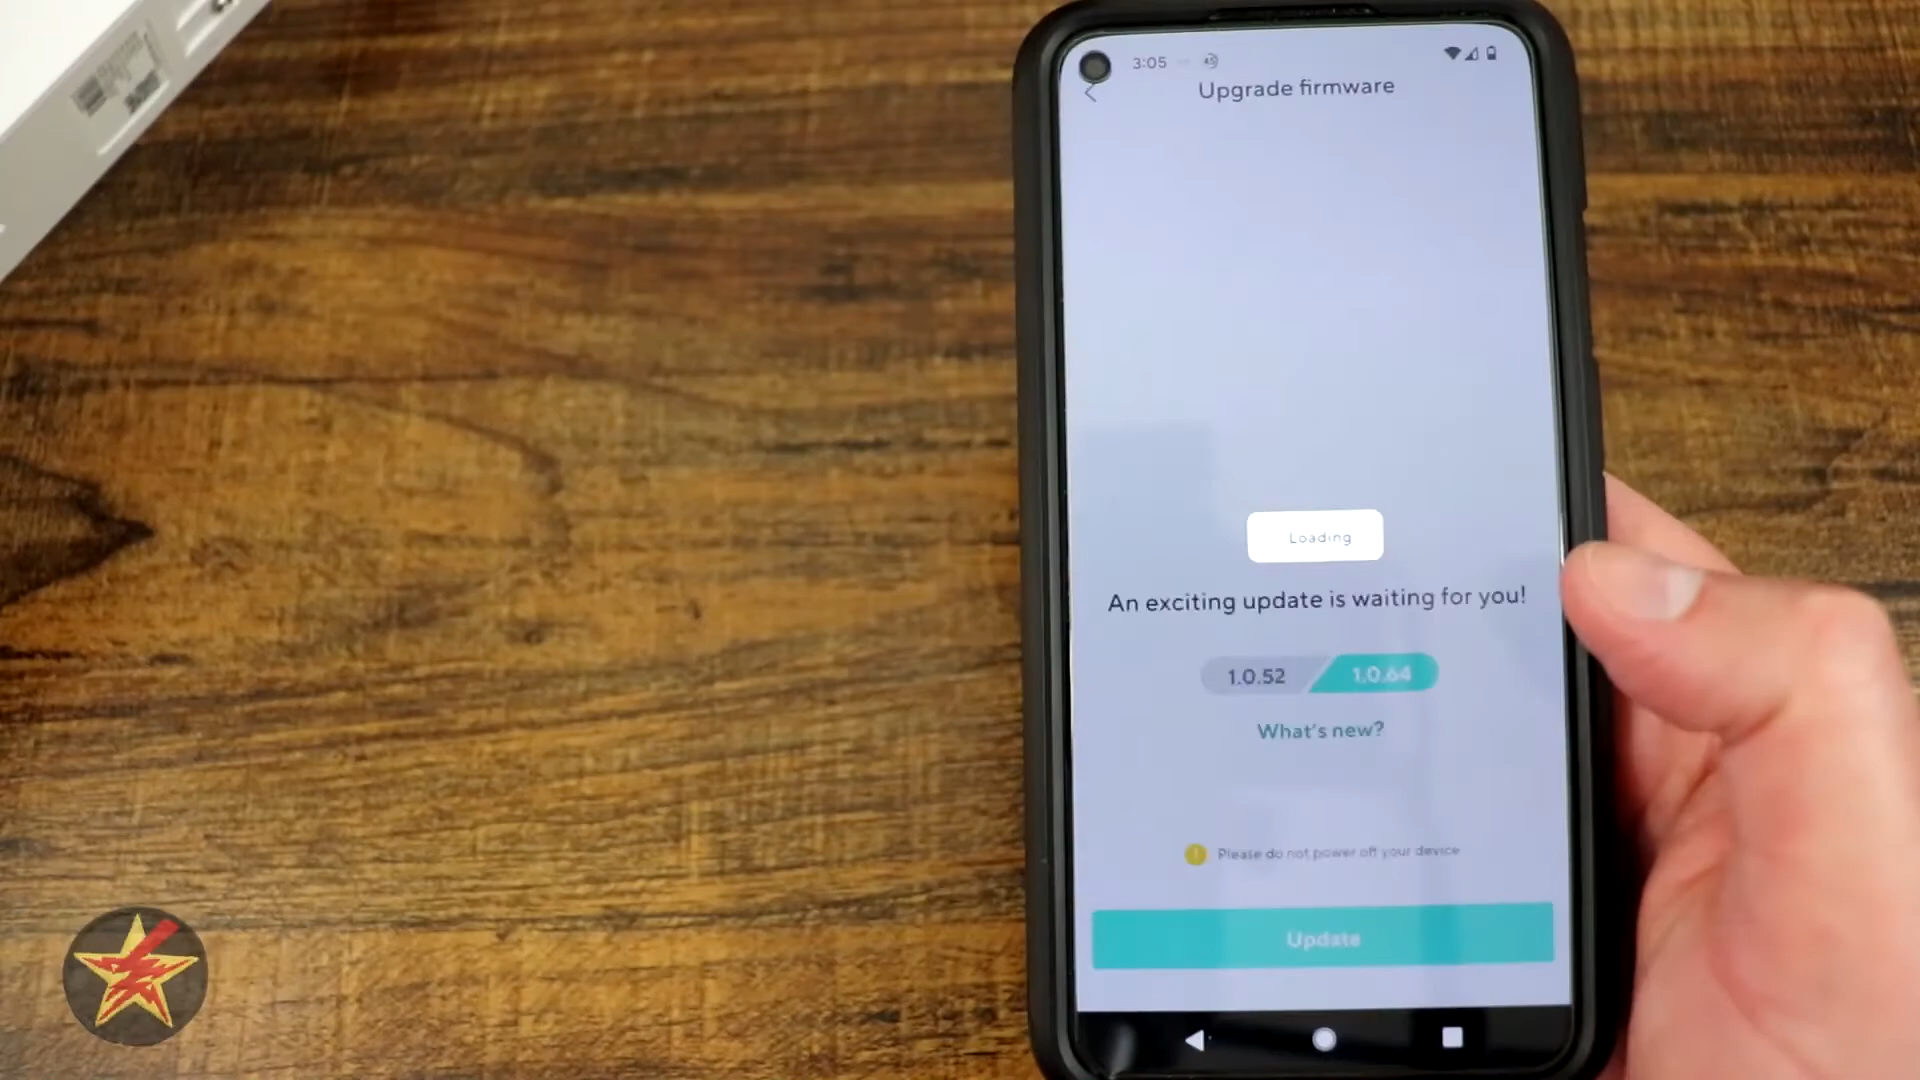 3:05
Upgrade firmware
Loading
An exciting update is waiting for you!
1.0.52 1.0.64
What's new?
Please do not power off your device
Update